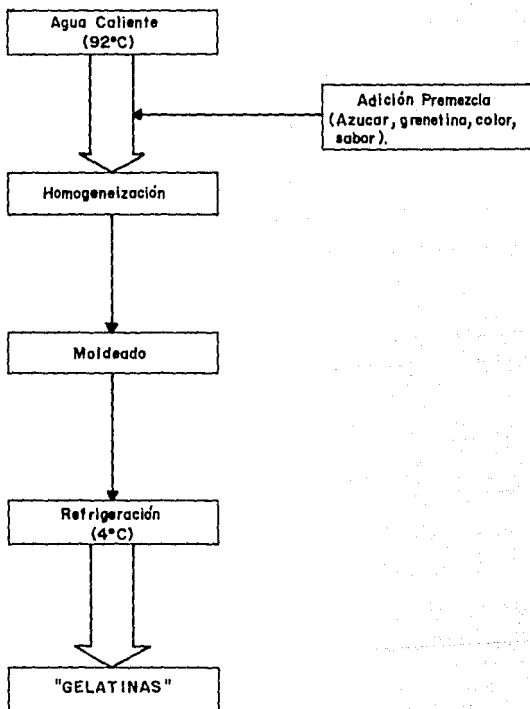 Agua Caliente
(92°C)
Adición Premezcla
(Azucar, grenetina, color,
sabor).
Homogeneización
Moldeado
Refrigeración
(4°C)
"GELATINAS"